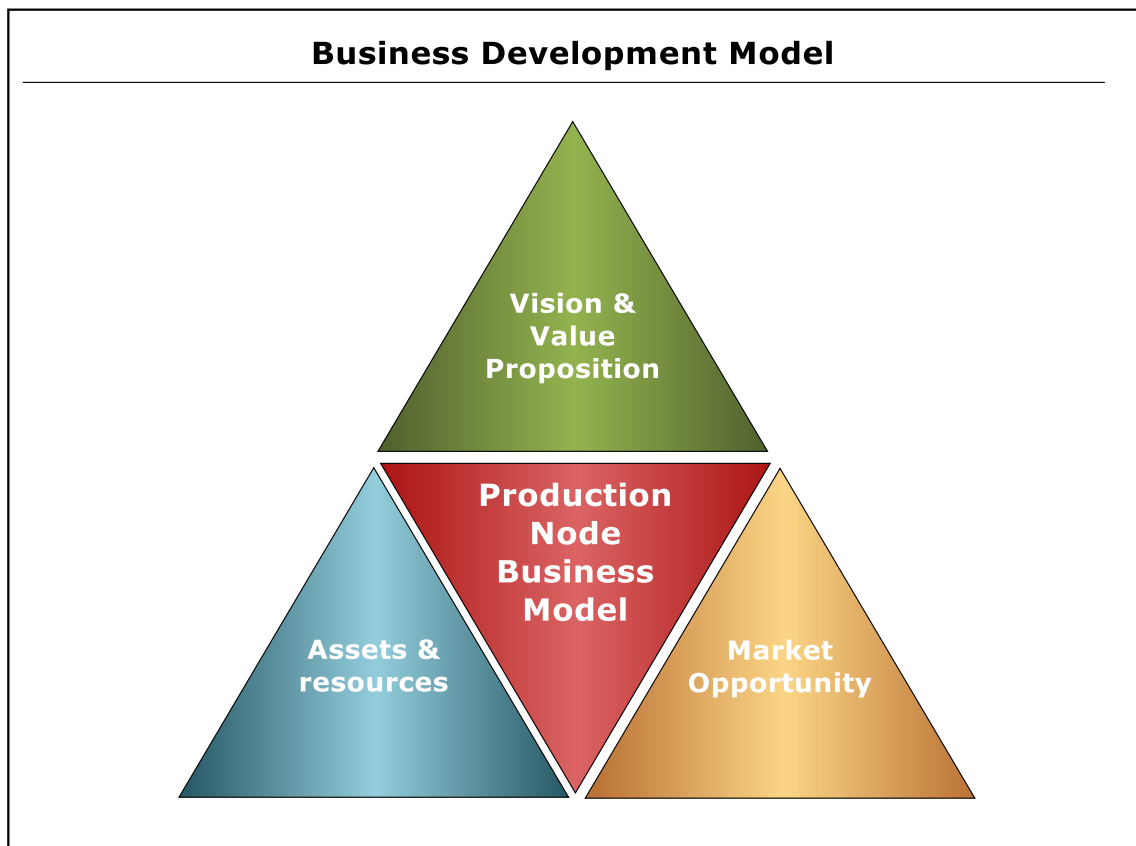 Business Development Model
Vision &
Value
Proposition
Production
Node
Business
Model
Assets &
resources
Market
Opportunity